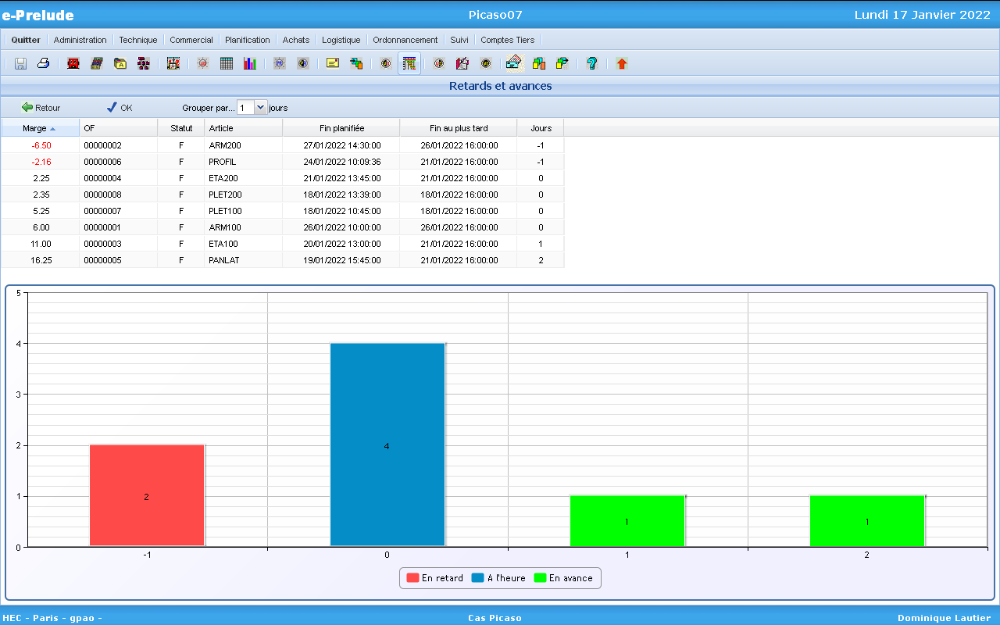 e-Prelude Picaso07 Lundi 17 Janvier 2022
Quitter Administration Technique Commercial Planification Achats Logistique Ordonnancement Suivi Comptes Tiers
Retards et avances
Retour OK Grouper par... 1 jours
Marge OF Statut Article Fin planifiée Fin au plus tard Jours
-6.50 00000002 F ARM200 27/01/2022 14:30:00 26/01/2022 16:00:00 -1
-2.16 00000006 F PROFIL 24/01/2022 10:09:36 21/01/2022 16:00:00 -1
2.25 00000004 F ETA200 21/01/2022 13:45:00 21/01/2022 16:00:00 0
2.35 00000008 F PLET200 18/01/2022 13:39:00 18/01/2022 16:00:00 0
5.25 00000007 F PLET100 18/01/2022 10:45:00 18/01/2022 16:00:00 0
6.00 00000001 F ARM100 26/01/2022 10:00:00 26/01/2022 16:00:00 0
11.00 00000003 F ETA100 20/01/2022 13:00:00 21/01/2022 16:00:00 1
16.25 00000005 F PANLAT 19/01/2022 15:45:00 21/01/2022 16:00:00 2
5
4
3
2
1
0
2
4
1
1
-1 0 1 2
En retard A l'heure En avance
HEC - Paris - gpao - Cas Picaso Dominique Lautier